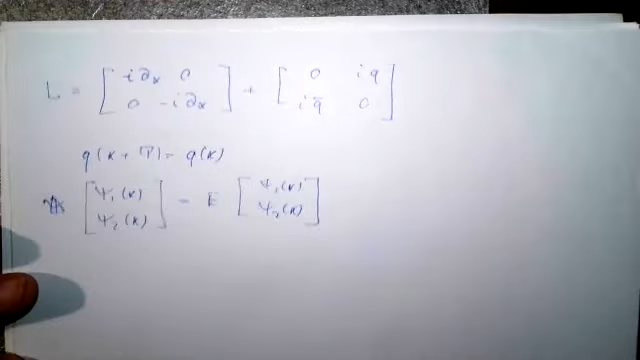 L = [ i∂x 0 ; 0 -i∂x ] + [ 0 iq ; iq̅ 0 ]
q(x + T) = q(x)
[ Ψ₁(x) ; Ψ₂(x) ] = E [ Ψ₁(x) ; Ψ₂(x) ]